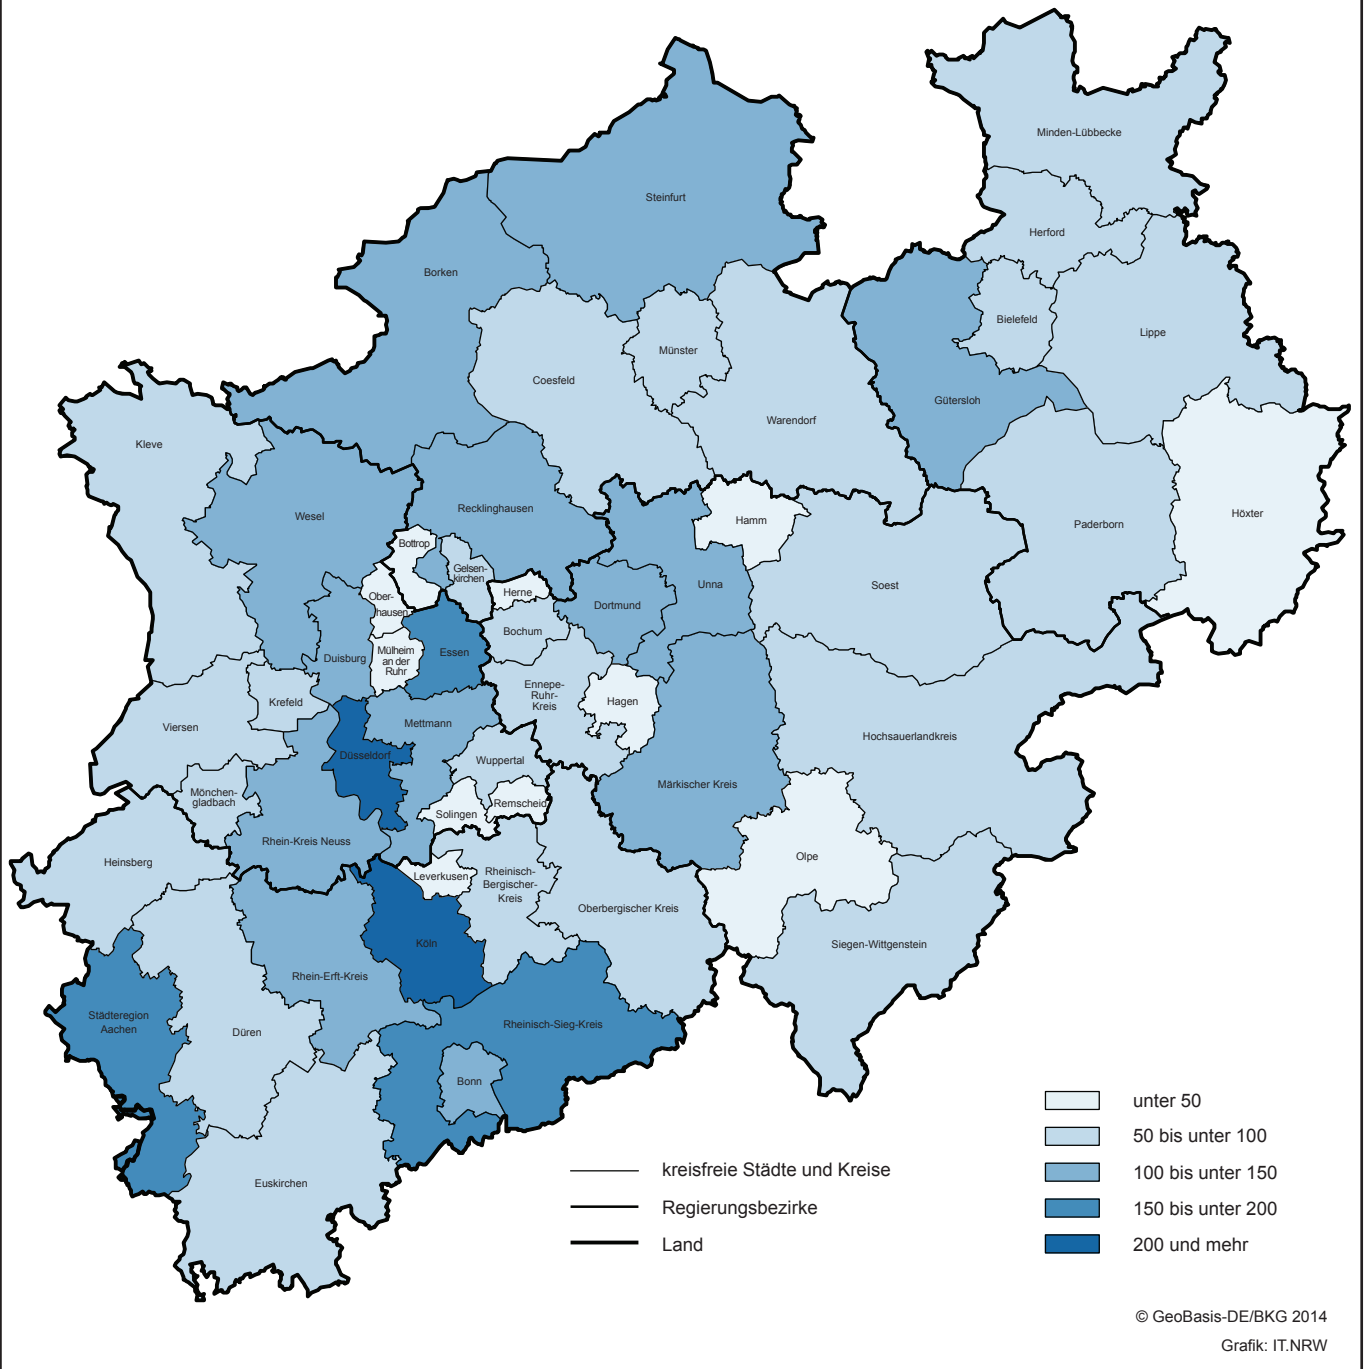 Minden-Lübbecke
Steinfurt
Herford
Borken
Bielefeld
Lippe
Münster
Coesfeld
Gütersloh
Warendorf
Kleve
Recklinghausen
Wesel
Hamm
Höxter
Paderborn
Bottrop
Gelsen-
kirchen
Unna
Soest
Herne
Ober-
hausen
Dortmund
Bochum
Essen
Duisburg
Mülheim
an der
Ruhr
Ennepe-
Ruhr-
Kreis
Krefeld
Hagen
Viersen
Mettmann
Hochsauerlandkreis
Düsseldorf
Wuppertal
Märkischer Kreis
Mönchen-
gladbach
Remscheid
Solingen
Rhein-Kreis Neuss
Olpe
Heinsberg
Leverkusen
Rheinisch-
Bergischer-
Kreis
Oberbergischer Kreis
Köln
Siegen-Wittgenstein
Rhein-Erft-Kreis
Städteregion
Aachen
Rheinisch-Sieg-Kreis
Düren
Bonn
Euskirchen
kreisfreie Städte und Kreise
Regierungsbezirke
Land
unter 50
50 bis unter 100
100 bis unter 150
150 bis unter 200
200 und mehr
© GeoBasis-DE/BKG 2014
Grafik: IT.NRW